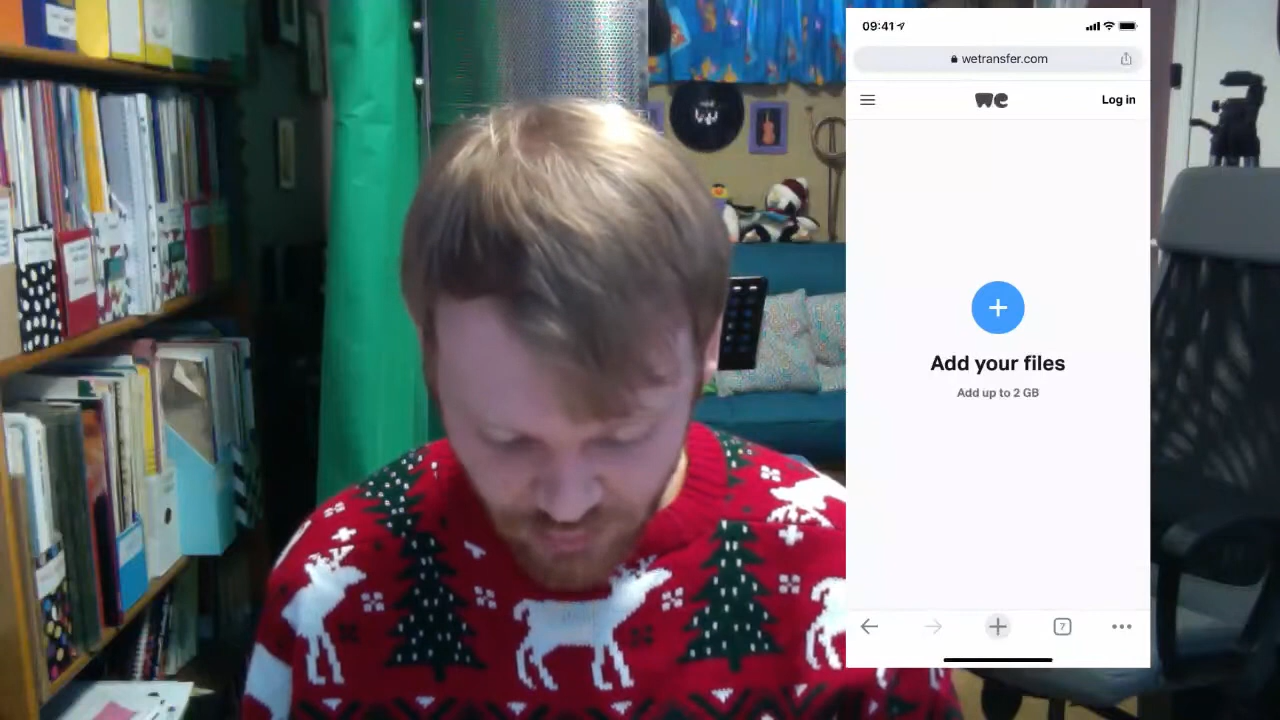 09:41
wetransfer.com
we
Log in
Add your files
Add up to 2 GB
7